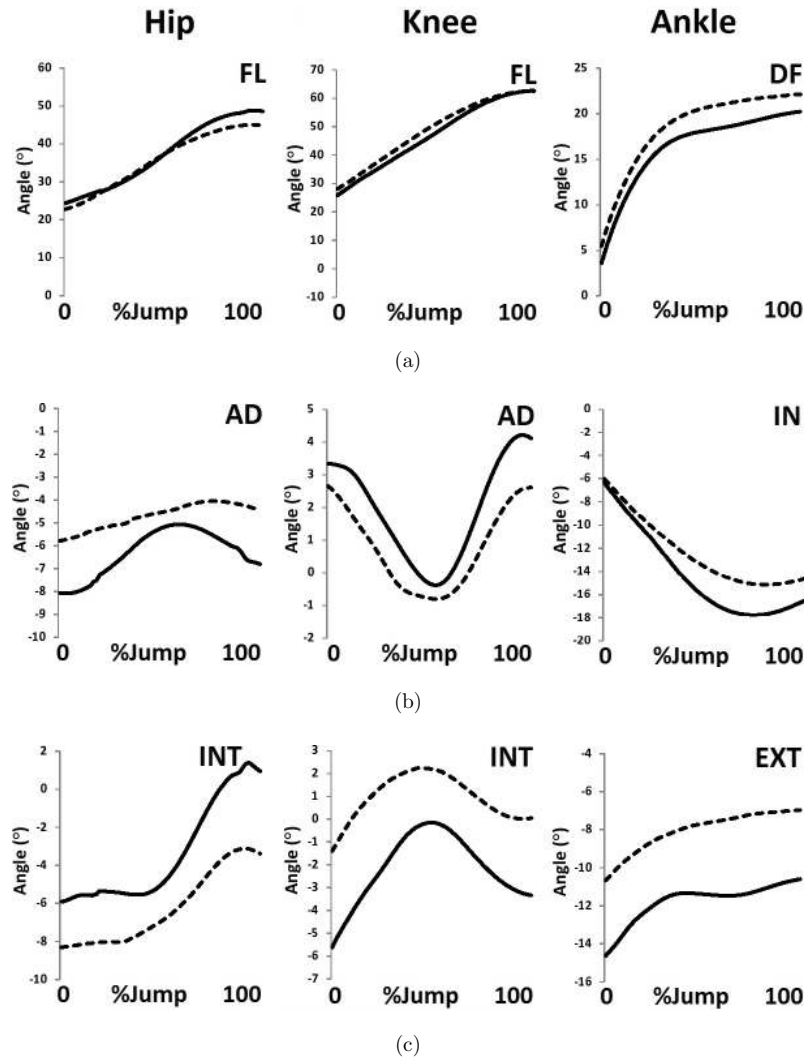 Hip Knee Ankle
FL FL DF
60 50 40 30 20 10 0
Angle (°)
0 %Jump 100
70 60 50 40 30 20 10 0 -10
Angle (°)
0 %Jump 100
25 20 15 10 5 0
Angle (°)
0 %Jump 100
(a)
AD AD IN
0 -1 -2 -3 -4 -5 -6 -7 -8 -9 -10
Angle (°)
0 %Jump 100
5 4 3 2 1 0 -1 -2
Angle (°)
0 %Jump 100
0 -2 -4 -6 -8 -10 -12 -14 -16 -18 -20
Angle (°)
0 %Jump 100
(b)
INT INT EXT
2 0 -2 -4 -6 -8 -10
Angle (°)
0 %Jump 100
3 2 1 0 -1 -2 -3 -4 -5 -6 -7
Angle (°)
0 %Jump 100
-4 -6 -8 -10 -12 -14 -16
Angle (°)
0 %Jump 100
(c)